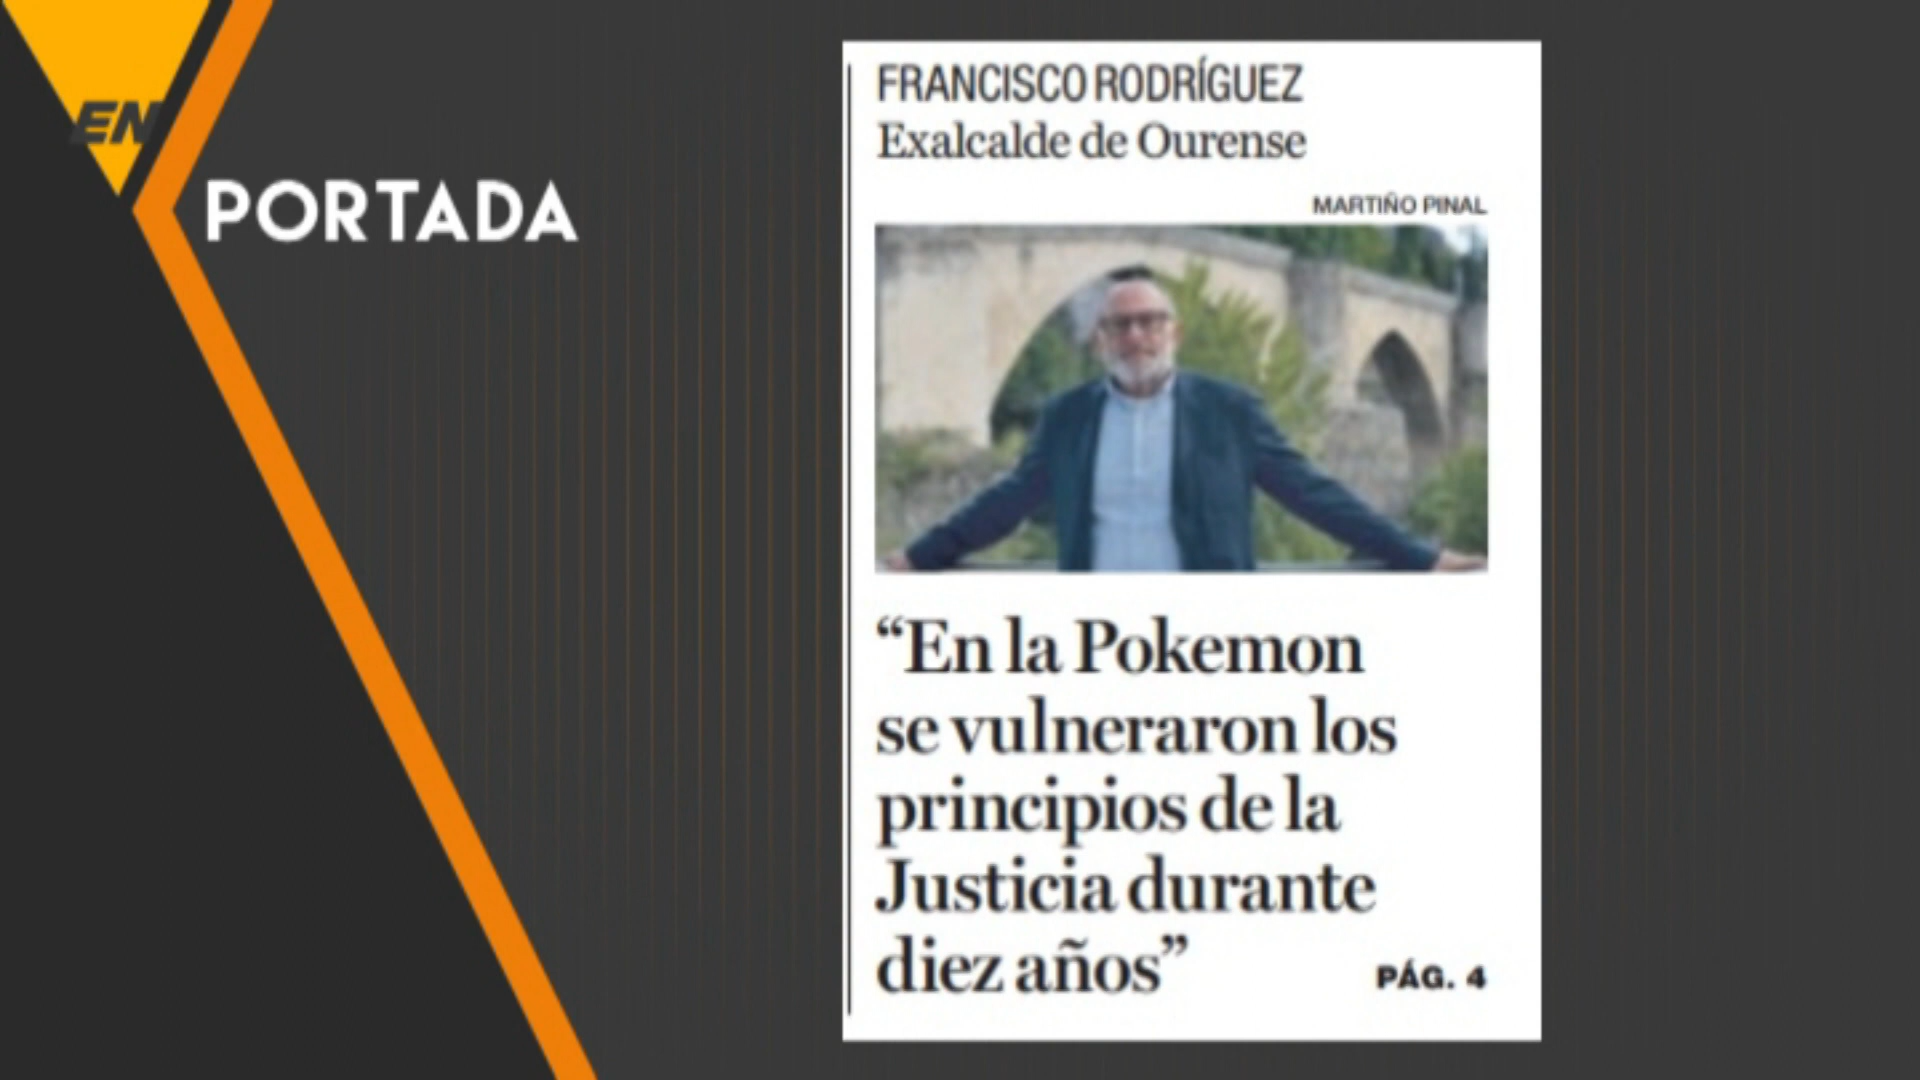 EN
PORTADA
FRANCISCO RODRÍGUEZ
Exalcalde de Ourense
MARTIÑO PINAL
“En la Pokemon
se vulneraron los
principios de la
Justicia durante
diez años”
PÁG. 4